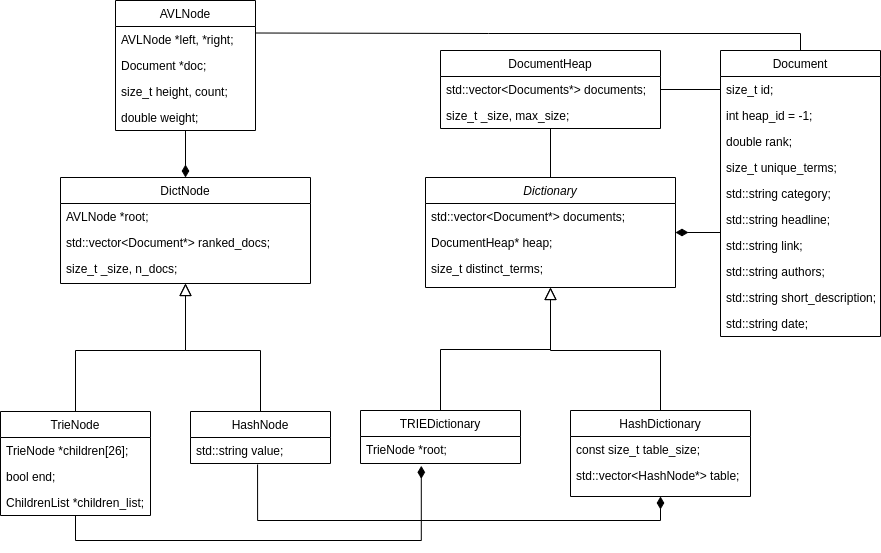 AVLNode
AVLNode *left, *right;
Document *doc;
size_t height, count;
double weight;
DocumentHeap
std::vector<Documents*> documents;
size_t _size, max_size;
Document
size_t id;
int heap_id = -1;
double rank;
size_t unique_terms;
std::string category;
std::string headline;
std::string link;
std::string authors;
std::string short_description;
std::string date;
DictNode
AVLNode *root;
std::vector<Document*> ranked_docs;
size_t _size, n_docs;
Dictionary
std::vector<Document*> documents;
DocumentHeap* heap;
size_t distinct_terms;
TrieNode
TrieNode *children[26];
bool end;
ChildrenList *children_list;
HashNode
std::string value;
TRIEDictionary
TrieNode *root;
HashDictionary
const size_t table_size;
std::vector<HashNode*> table;